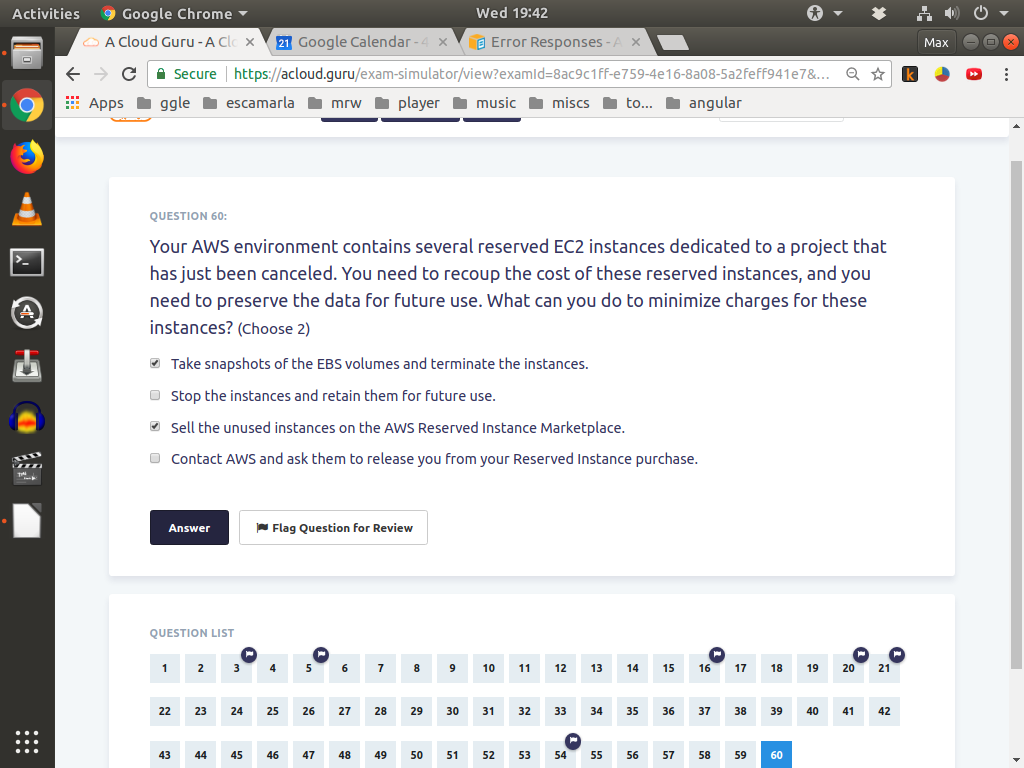 Activities Google Chrome Wed 19:42
A Cloud Guru - A Clo Google Calendar - 4 Error Responses - A Max
Secure https://acloud.guru/exam-simulator/view?examId=8ac9c1ff-e759-4e16-8a08-5a2feff941e7&...
Apps ggle escamarla mrw player music miscs to... angular
QUESTION 60:
Your AWS environment contains several reserved EC2 instances dedicated to a project that
has just been canceled. You need to recoup the cost of these reserved instances, and you
need to preserve the data for future use. What can you do to minimize charges for these
instances? (Choose 2)
Take snapshots of the EBS volumes and terminate the instances.
Stop the instances and retain them for future use.
Sell the unused instances on the AWS Reserved Instance Marketplace.
Contact AWS and ask them to release you from your Reserved Instance purchase.
Answer Flag Question for Review
QUESTION LIST
1 2 3 4 5 6 7 8 9 10 11 12 13 14 15 16 17 18 19 20 21
22 23 24 25 26 27 28 29 30 31 32 33 34 35 36 37 38 39 40 41 42
43 44 45 46 47 48 49 50 51 52 53 54 55 56 57 58 59 60